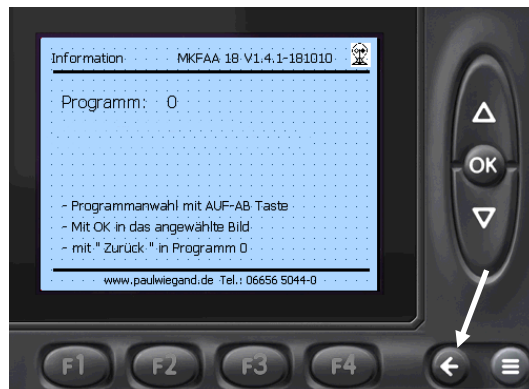 Information MKFAA 18 V1.4.1-181010
Programm: 0
- Programmanwahl mit AUF-AB Taste
- Mit OK in das angewählte Bild
- mit " Zurück " in Programm 0
www.paulwiegand.de Tel.: 06656 5044-0
OK
F1 F2 F3 F4